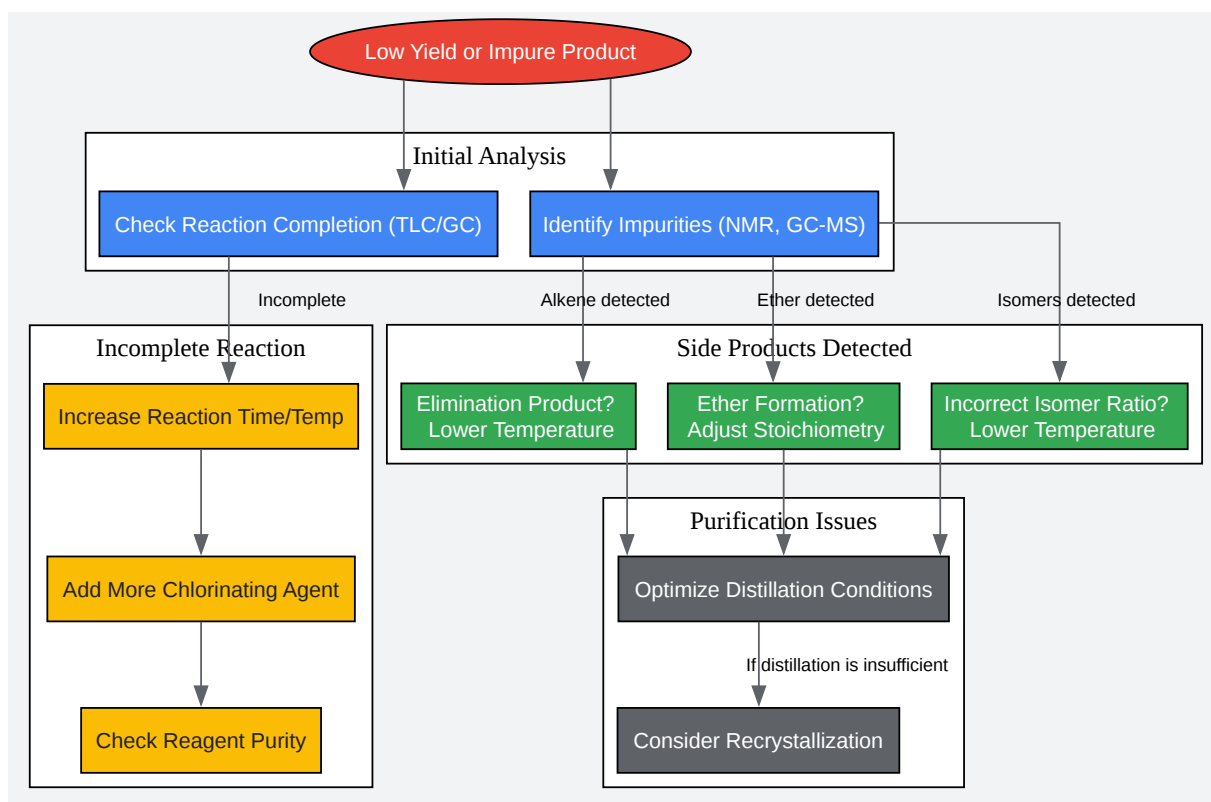 Low Yield or Impure Product
Initial Analysis
Check Reaction Completion (TLC/GC)
Identify Impurities (NMR, GC-MS)
Incomplete
Alkene detected
Ether detected
Isomers detected
Incomplete Reaction
Side Products Detected
Increase Reaction Time/Temp
Elimination Product?
Lower Temperature
Ether Formation?
Adjust Stoichiometry
Incorrect Isomer Ratio?
Lower Temperature
Purification Issues
Add More Chlorinating Agent
Optimize Distillation Conditions
If distillation is insufficient
Check Reagent Purity
Consider Recrystallization